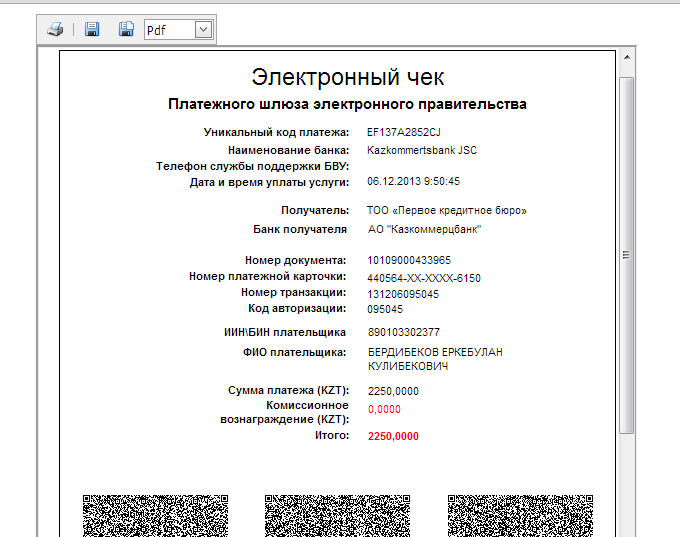 Pdf
Электронный чек
Платежного шлюза электронного правительства
Уникальный код платежа: EF137A2852CJ
Наименование банка: Kazkommertsbank JSC
Телефон службы поддержки БВУ:
Дата и время уплаты услуги: 06.12.2013 9:50:45
Получатель: ТОО «Первое кредитное бюро»
Банк получателя АО "Казкоммерцбанк"
Номер документа: 10109000433965
Номер платежной карточки: 440564-XX-XXXX-6150
Номер транзакции: 131206095045
Код авторизации: 095045
ИИН\БИН плательщика 890103302377
ФИО плательщика: БЕРДИБЕКОВ ЕРКЕБУЛАН
КУЛИБЕКОВИЧ
Сумма платежа (KZT): 2250,0000
Комиссионное 0,0000
вознаграждение (KZT):
Итого: 2250,0000